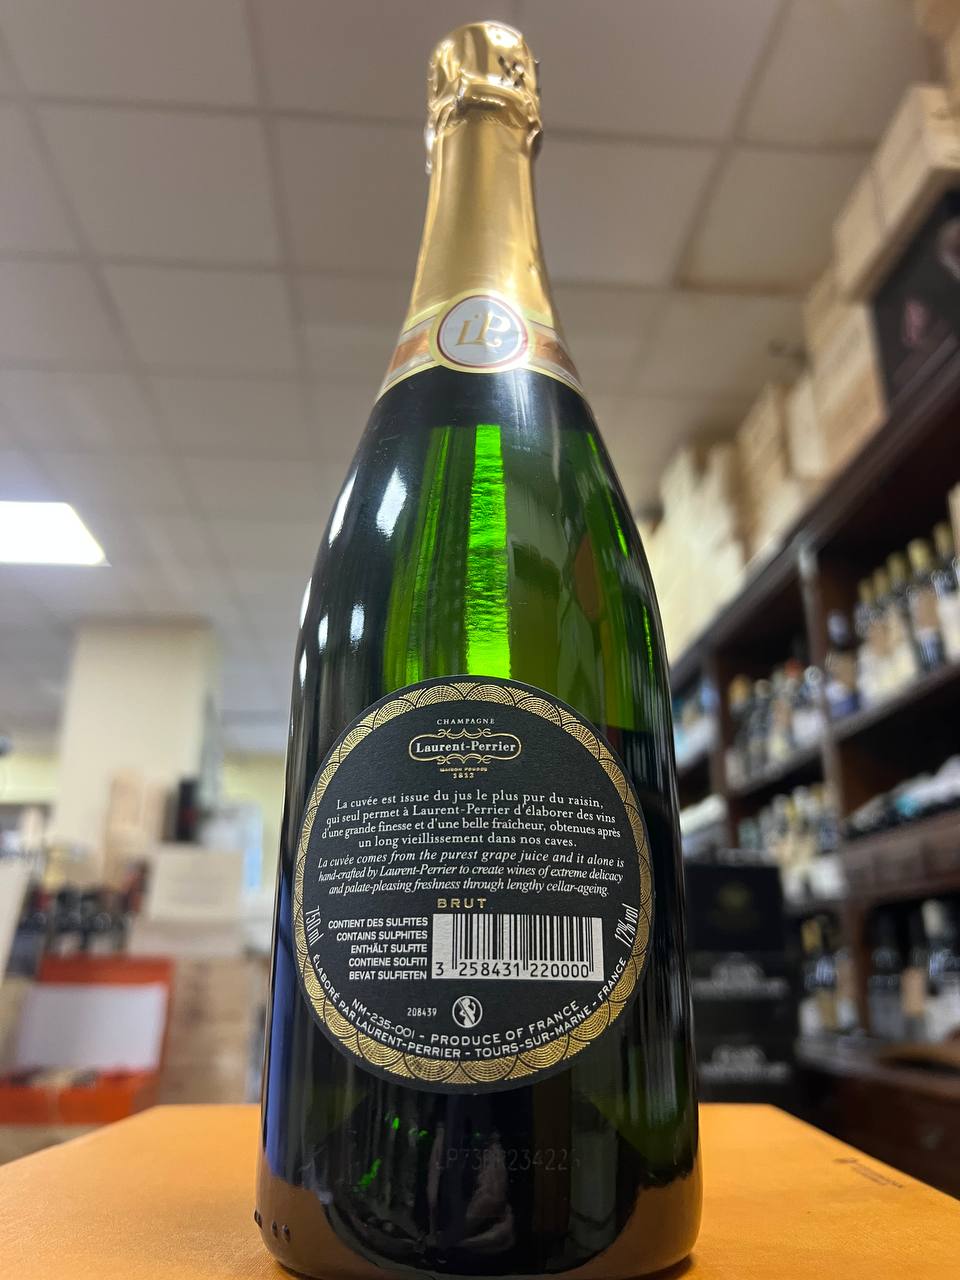 LP
CHAMPAGNE
Laurent-Perrier
MAISON FONDÉE
1812
La cuvée est issue du jus le plus pur du raisin,
qui seul permet à Laurent-Perrier d'élaborer des vins
d'une grande finesse et d'une belle fraîcheur, obtenues après
un long vieillissement dans nos caves.
La cuvée comes from the purest grape juice and it alone is
hand-crafted by Laurent-Perrier to create wines of extreme delicacy
and palate-pleasing freshness through lengthy cellar-ageing.
BRUT
750ml
12% vol
CONTIENT DES SULFITES
CONTAINS SULPHITES
ENTHÄLT SULFITE
CONTIENE SOLFITI
BEVAT SULFIETEN
3 258431 220000
208439
NM-235-001 - PRODUCE OF FRANCE
ÉLABORÉ PAR LAURENT-PERRIER - TOURS-SUR-MARNE - FRANCE